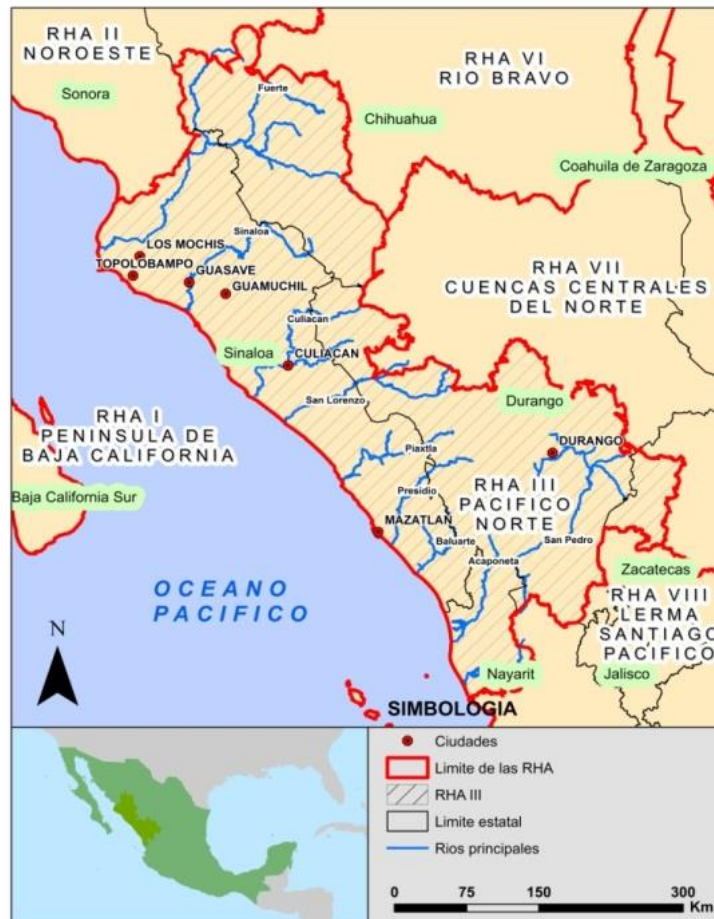 RHA II
NOROESTE
Sonora
Fuerte
RHA VI
RIO BRAVO
Chihuahua
Coahuila de Zaragoza
Sinaloa
LOS MOCHIS
TOPOLOBAMPO
GUASAVE
GUAMUCHIL
RHA VII
CUENCAS CENTRALES
DEL NORTE
Culiacan
Sinaloa
CULIACAN
San Lorenzo
Durango
RHA I
PENINSULA DE
BAJA CALIFORNIA
Baja California Sur
Piaxtla
DURANGO
Presidio
RHA III
PACIFICO
NORTE
MAZATLAN
Baluarte
San Pedro
Acaponeta
Zacatecas
OCEANO
PACIFICO
RHA VIII
LERMA
SANTIAGO
PACIFICO
N
Nayarit
Jalisco
SIMBOLOGIA
Ciudades
Limite de las RHA
RHA III
Limite estatal
Rios principales
0 75 150 300
Km